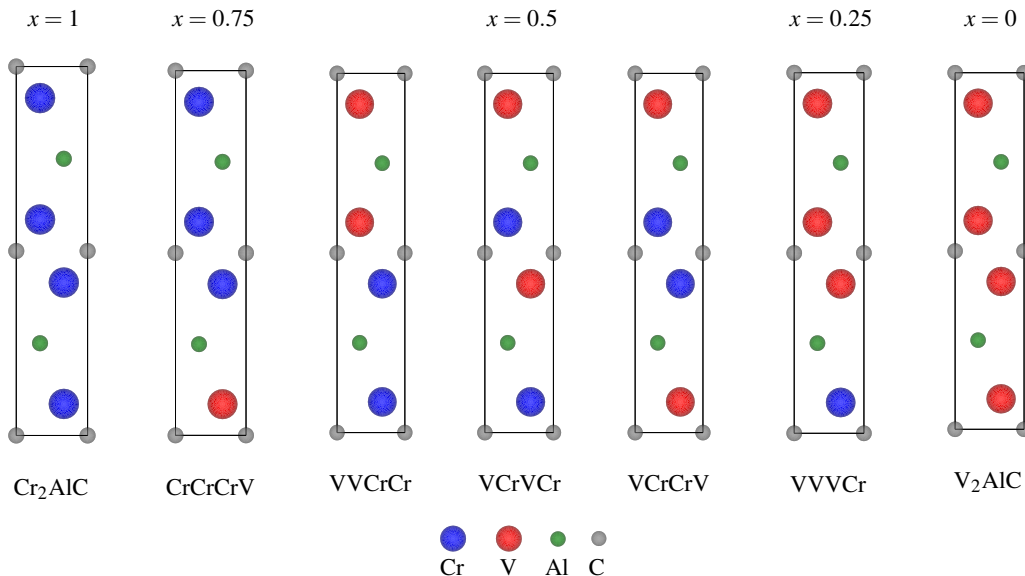 x = 1 x = 0.75 x = 0.5 x = 0.25 x = 0
Cr₂AlC CrCrCrV VVCrCr VCrVCr VCrCrV VVVCr V₂AlC
Cr V Al C